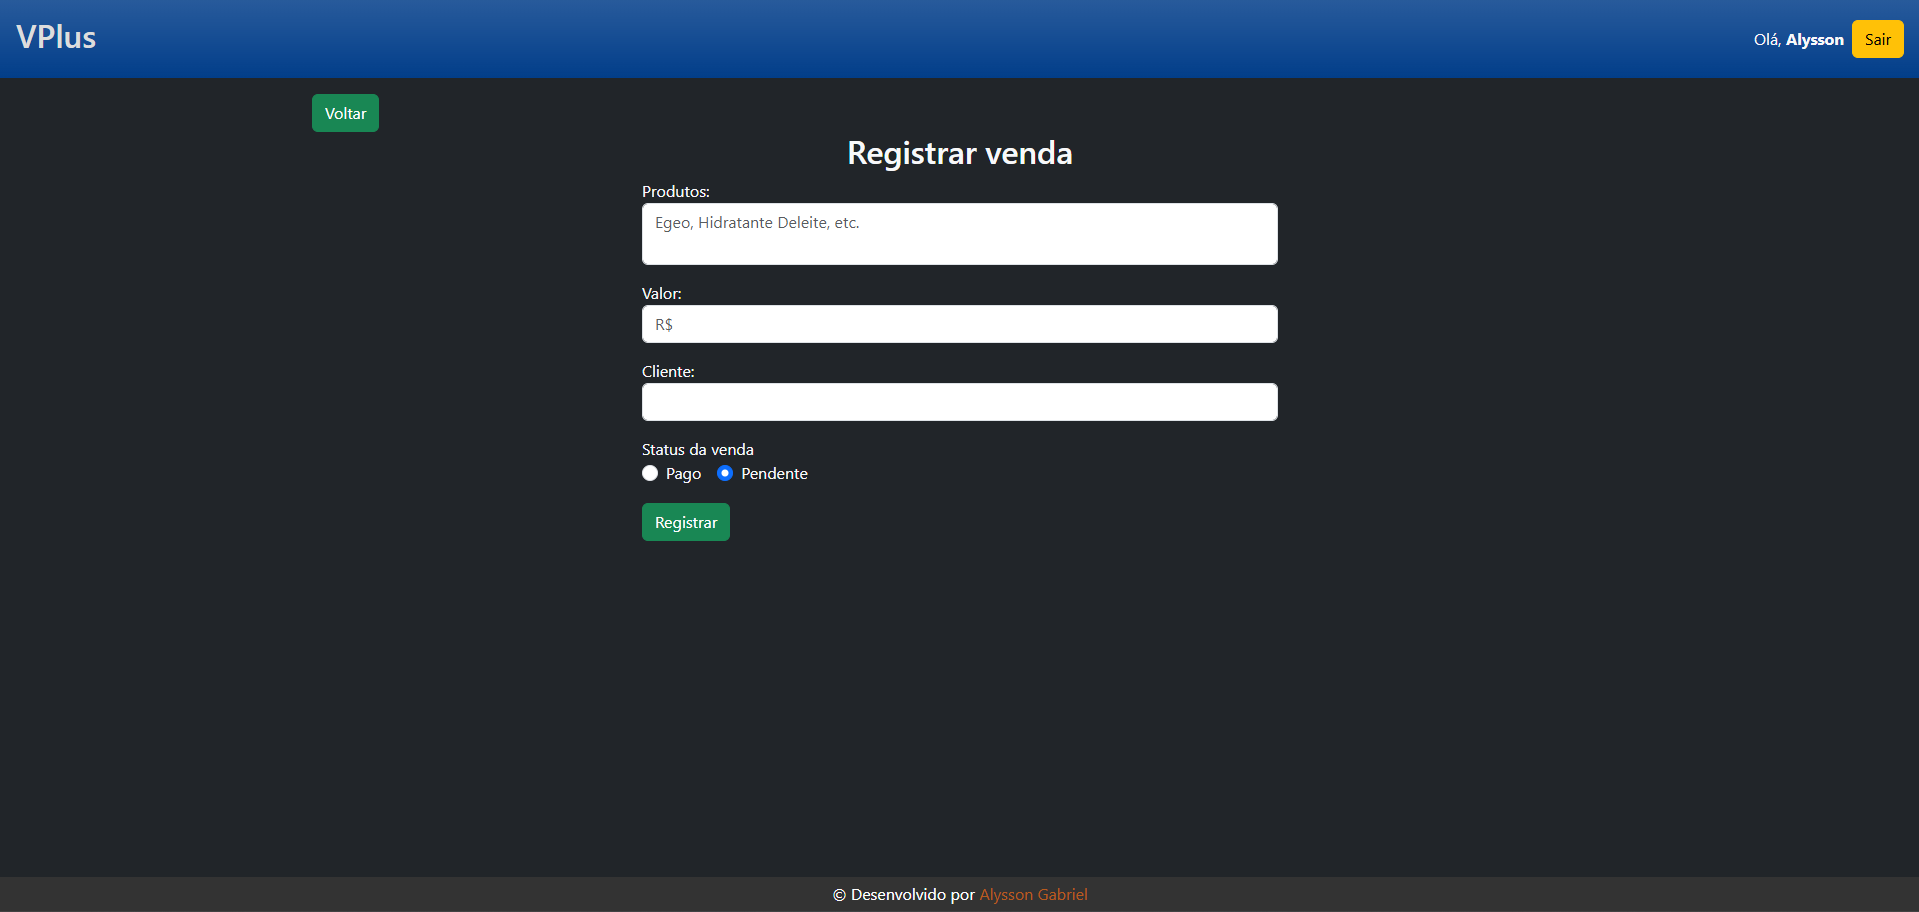 VPlus
Olá, Alysson
Sair
Voltar
Registrar venda
Produtos:
Egeo, Hidratante Deleite, etc.
Valor:
R$
Cliente:
Status da venda
Pago Pendente
Registrar
© Desenvolvido por Alysson Gabriel